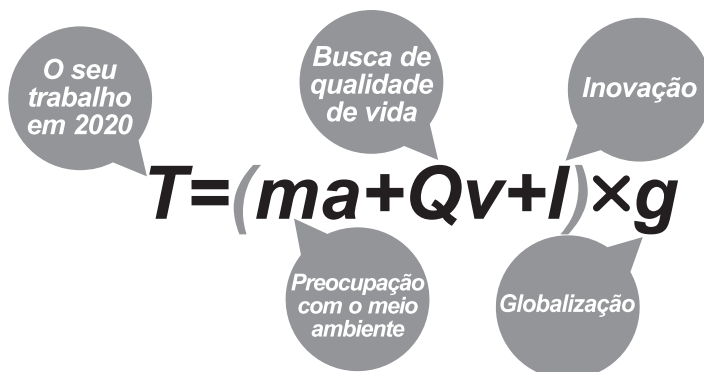 O seu
trabalho
em 2020
Busca de
qualidade
de vida
Inovação
T=(ma+Qv+I)×g
Preocupação
com o meio
ambiente
Globalização